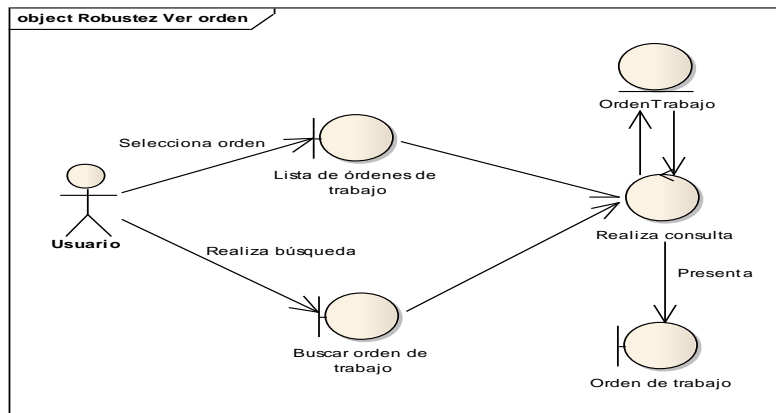 object Robustez Ver orden
OrdenTrabajo
Selecciona orden
Lista de órdenes de
trabajo
Usuario
Realiza búsqueda
Realiza consulta
Presenta
Buscar orden de
trabajo
Orden de trabajo